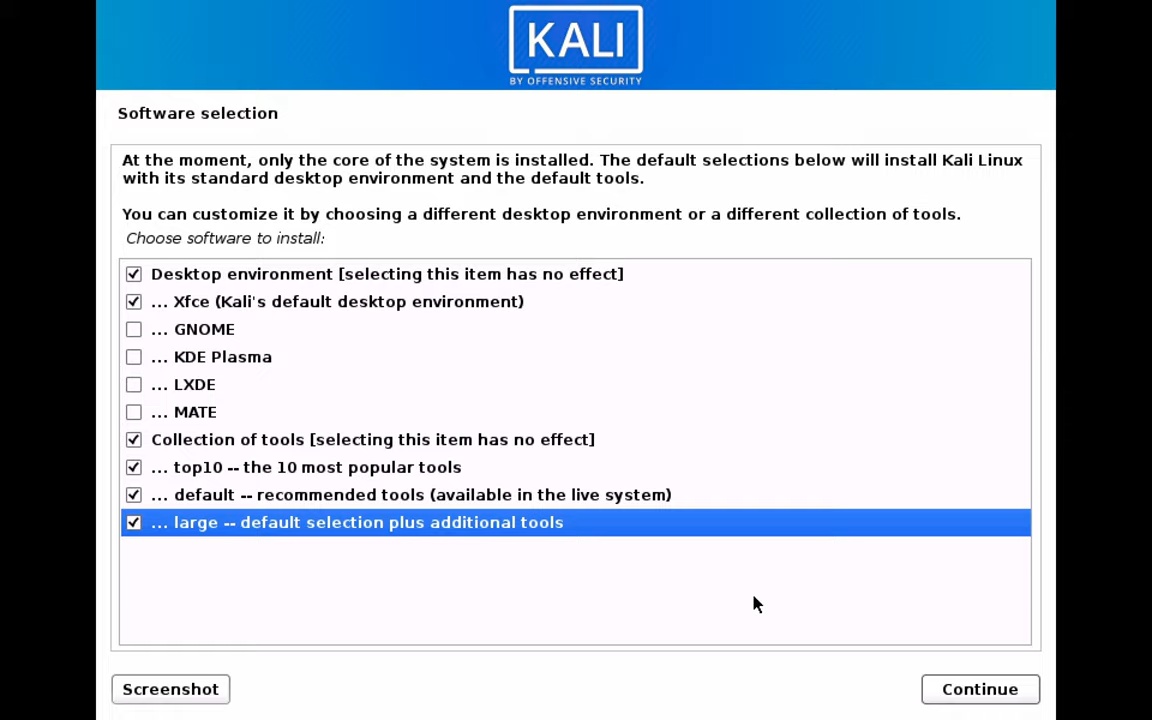 KALI
BY OFFENSIVE SECURITY
Software selection
At the moment, only the core of the system is installed. The default selections below will install Kali Linux
with its standard desktop environment and the default tools.
You can customize it by choosing a different desktop environment or a different collection of tools.
Choose software to install:
Desktop environment [selecting this item has no effect]
... Xfce (Kali's default desktop environment)
... GNOME
... KDE Plasma
... LXDE
... MATE
Collection of tools [selecting this item has no effect]
... top10 -- the 10 most popular tools
... default -- recommended tools (available in the live system)
... large -- default selection plus additional tools
Screenshot
Continue